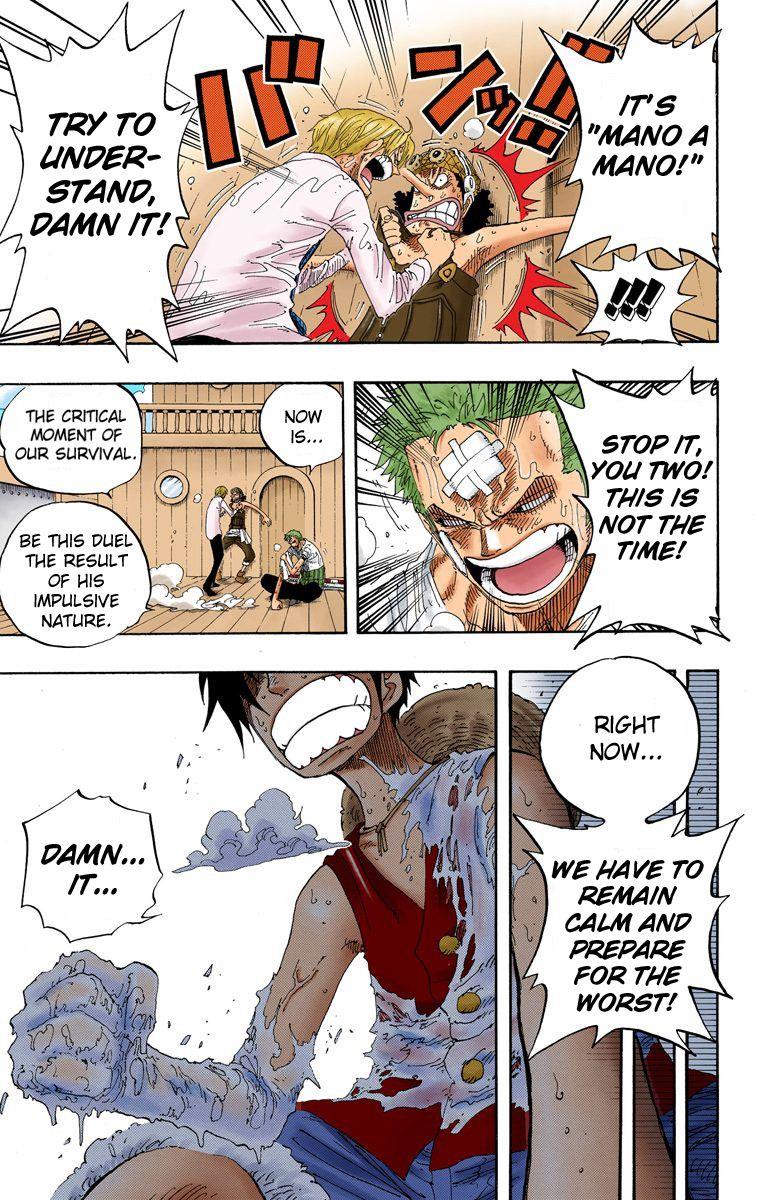 IT'S
"MANO A
MANO!"
!!!
バンッ!!
TRY TO
UNDER-
STAND,
DAMN IT!
STOP IT,
YOU TWO!
THIS IS
NOT THE
TIME!
NOW
IS...
THE CRITICAL
MOMENT OF
OUR SURVIVAL.
BE THIS DUEL
THE RESULT
OF HIS
IMPULSIVE
NATURE.
RIGHT
NOW...
WE HAVE TO
REMAIN
CALM AND
PREPARE
FOR THE
WORST!
DAMN...
IT...